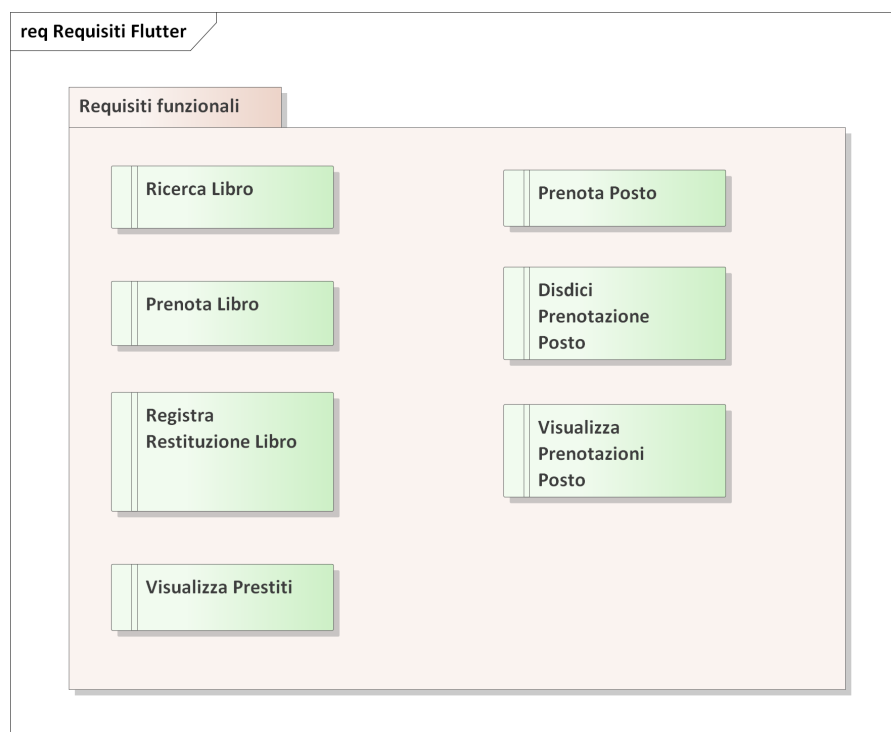 req Requisiti Flutter
Requisiti funzionali
Ricerca Libro
Prenota Libro
Registra
Restituzione Libro
Visualizza Prestiti
Prenota Posto
Disdici
Prenotazione
Posto
Visualizza
Prenotazioni
Posto